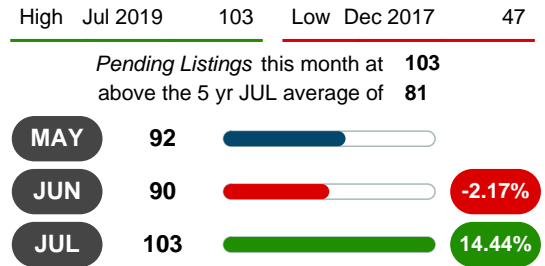 High Jul 2019 103 Low Dec 2017 47
Pending Listings this month at 103
above the 5 yr JUL average of 81
MAY 92
JUN 90 -2.17%
JUL 103 14.44%